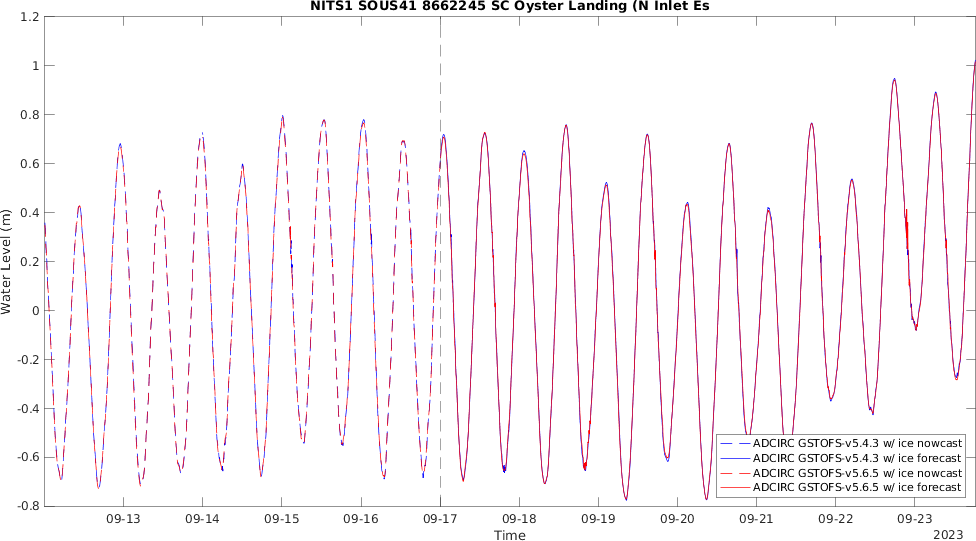 NITS1 SOUS41 8662245 SC Oyster Landing (N Inlet Es
1.2
1
0.8
0.6
0.4
0.2
0
-0.2
-0.4
-0.6
-0.8
Water Level (m)
ADCIRC GSTOFS-v5.4.3 w/ ice nowcast
ADCIRC GSTOFS-v5.4.3 w/ ice forecast
ADCIRC GSTOFS-v5.6.5 w/ ice nowcast
ADCIRC GSTOFS-v5.6.5 w/ ice forecast
09-13 09-14 09-15 09-16 09-17 09-18 09-19 09-20 09-21 09-22 09-23
Time
2023